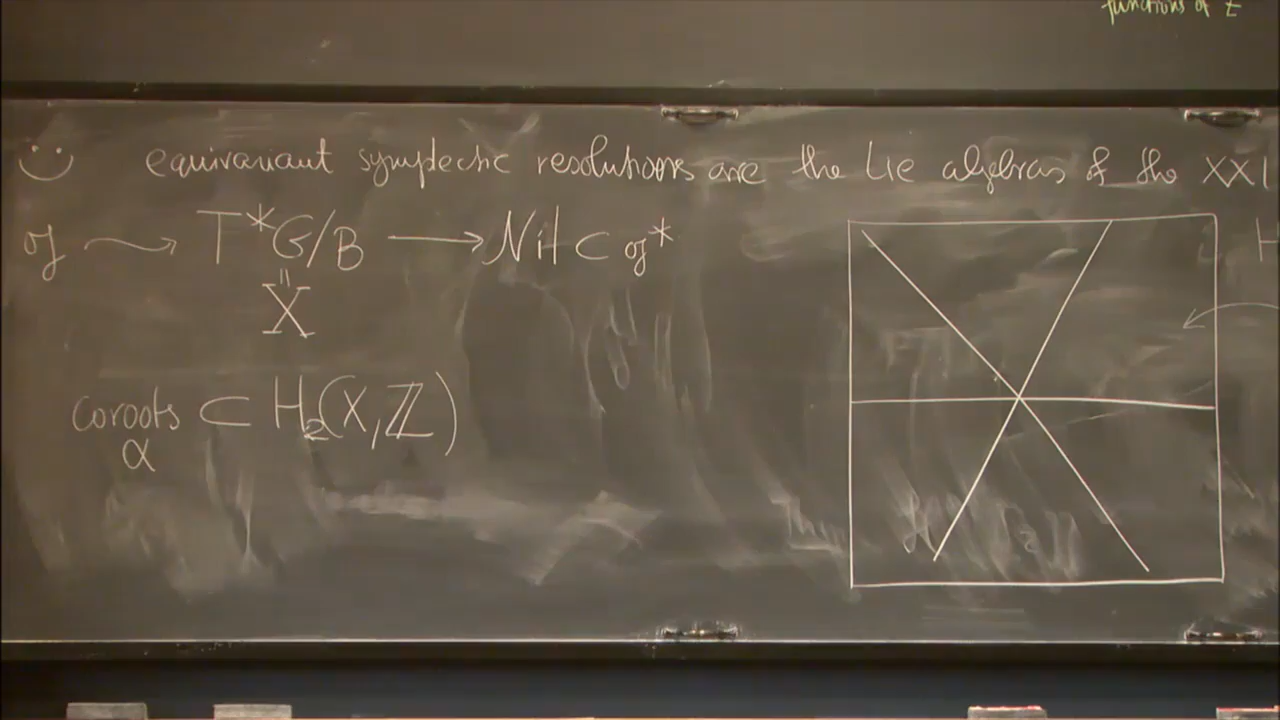 functions of z
equivariant symplectic resolutions are the Lie algebras of the XXI
𝔤 ⟿ T*G/B ⟶ Nil ⊂ 𝔤*
=
X
coroots ⊂ H₂(X,ℤ)
α
H